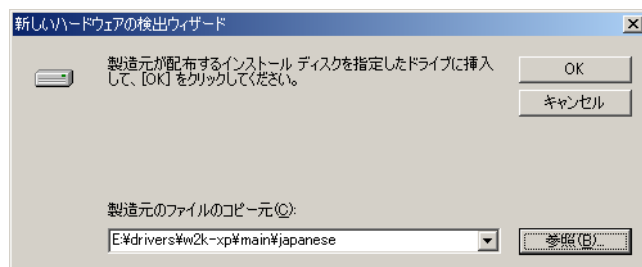 新しいハードウェアの検出ウィザード
製造元が配布するインストール ディスクを指定したドライブに挿入
して、[OK] をクリックしてください。
OK
キャンセル
製造元のファイルのコピー元(C):
E:¥drivers¥w2k-xp¥main¥japanese
参照(B)...